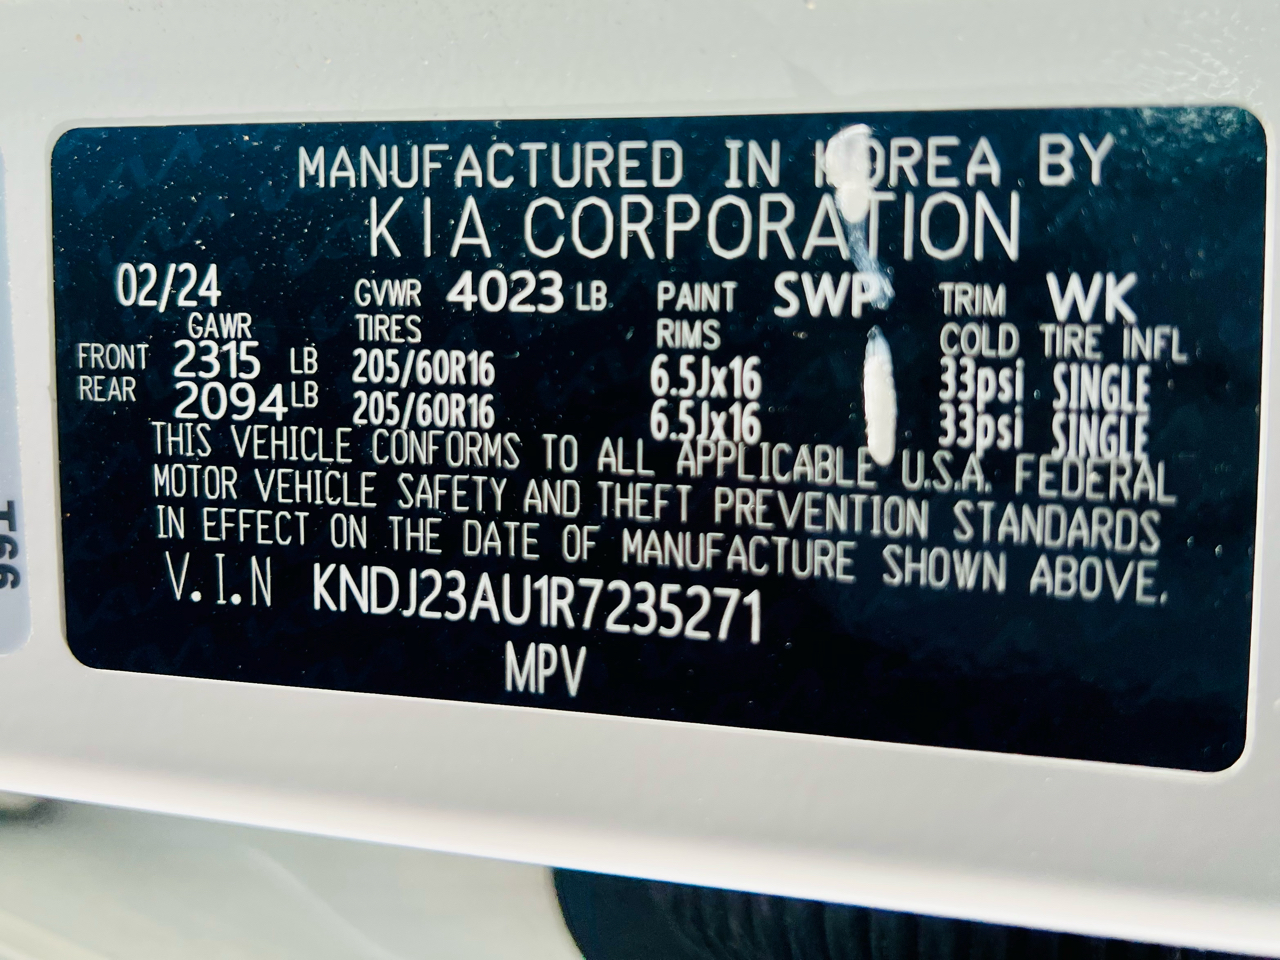 MANUFACTURED IN KOREA BY
KIA CORPORATION
02/24 GVWR 4023 LB PAINT SWP TRIM WK
GAWR TIRES RIMS COLD TIRE INFL
FRONT 2315 LB 205/60R16 6.5Jx16 33psi SINGLE
REAR 2094 LB 205/60R16 6.5Jx16 33psi SINGLE
THIS VEHICLE CONFORMS TO ALL APPLICABLE U.S.A. FEDERAL
MOTOR VEHICLE SAFETY AND THEFT PREVENTION STANDARDS
IN EFFECT ON THE DATE OF MANUFACTURE SHOWN ABOVE.
V.I.N KNDJ23AU1R7235271
MPV